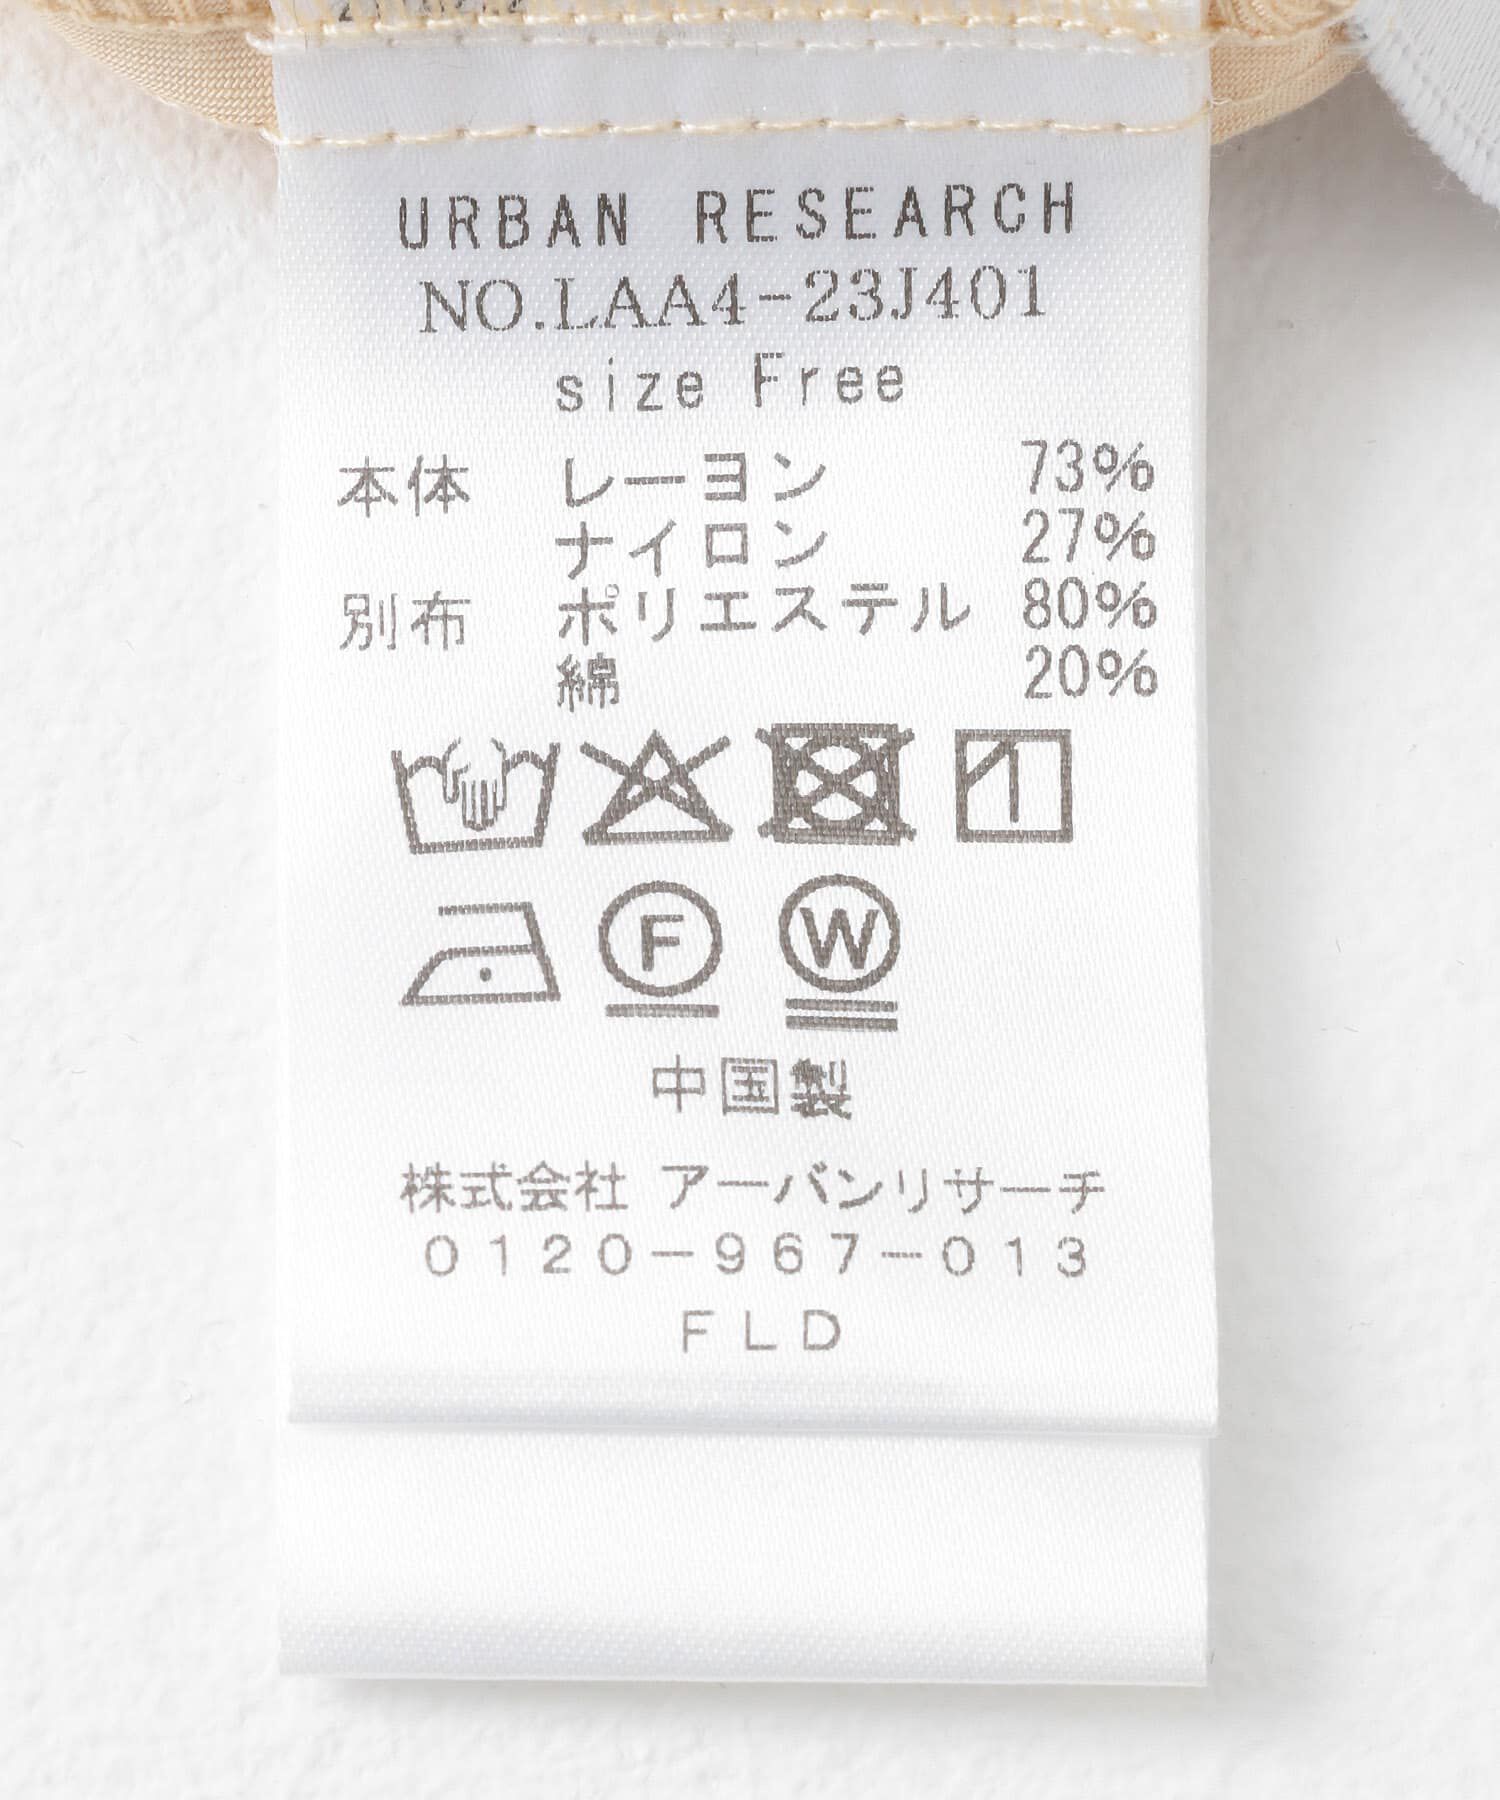 URBAN RESEARCH
NO.LAA4-23J401
size Free
本体 レーヨン 73%
ナイロン 27%
別布 ポリエステル 80%
綿 20%
F W
中国製
株式会社 アーバンリサーチ
0120-967-013
FLD